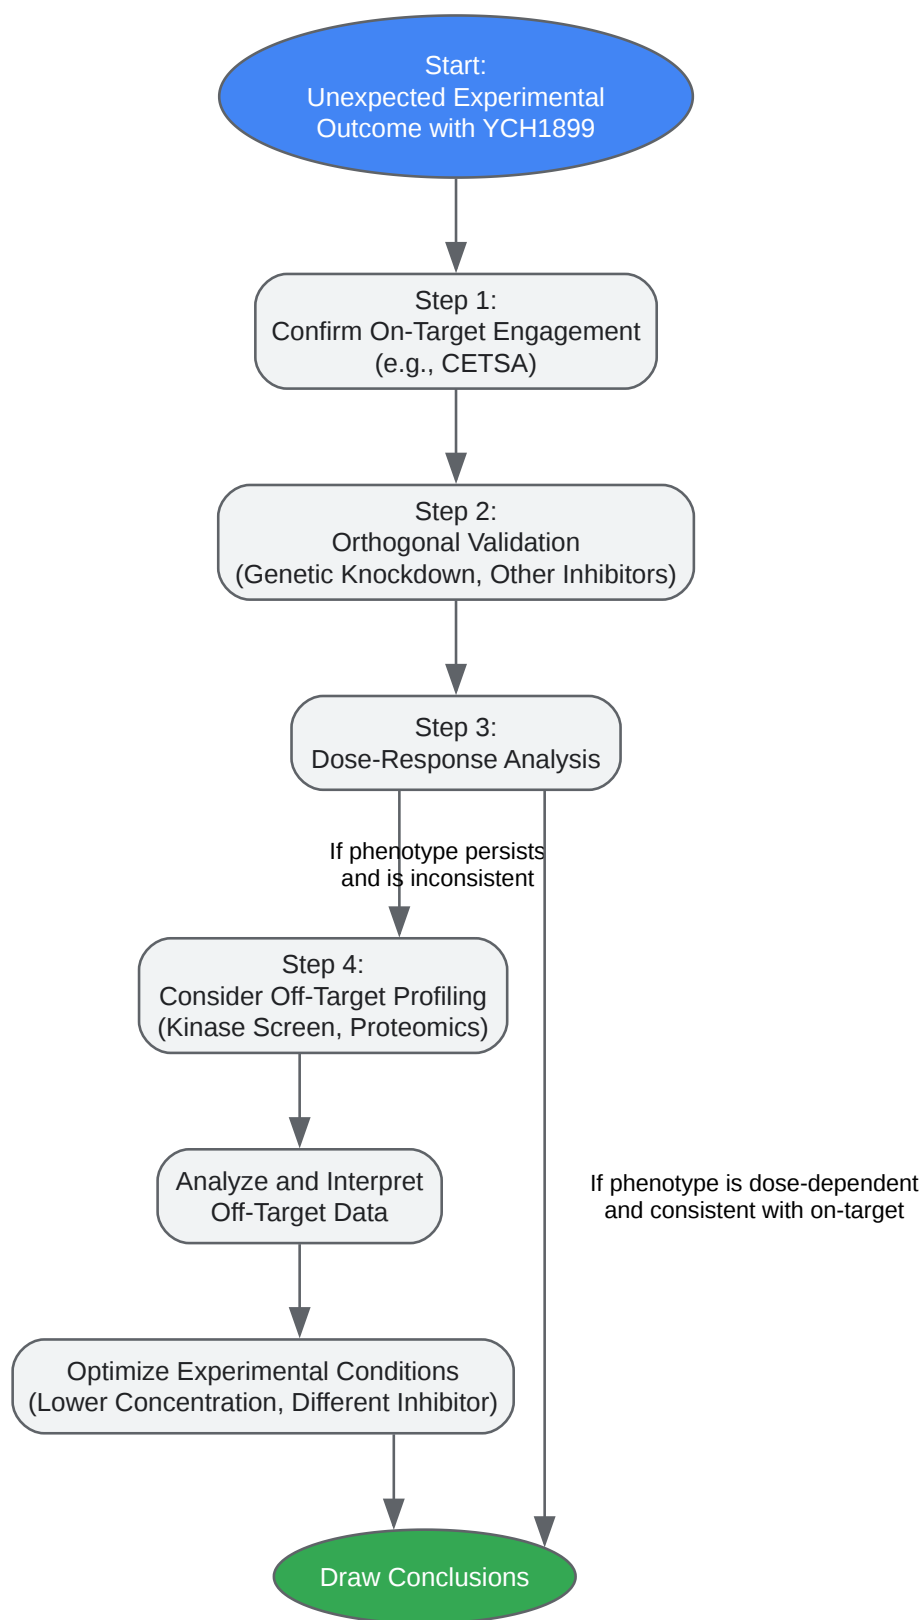 Start:
Unexpected Experimental
Outcome with YCH1899
Step 1:
Confirm On-Target Engagement
(e.g., CETSA)
Step 2:
Orthogonal Validation
(Genetic Knockdown, Other Inhibitors)
Step 3:
Dose-Response Analysis
If phenotype persists
and is inconsistent
Step 4:
Consider Off-Target Profiling
(Kinase Screen, Proteomics)
Analyze and Interpret
Off-Target Data
If phenotype is dose-dependent
and consistent with on-target
Optimize Experimental Conditions
(Lower Concentration, Different Inhibitor)
Draw Conclusions